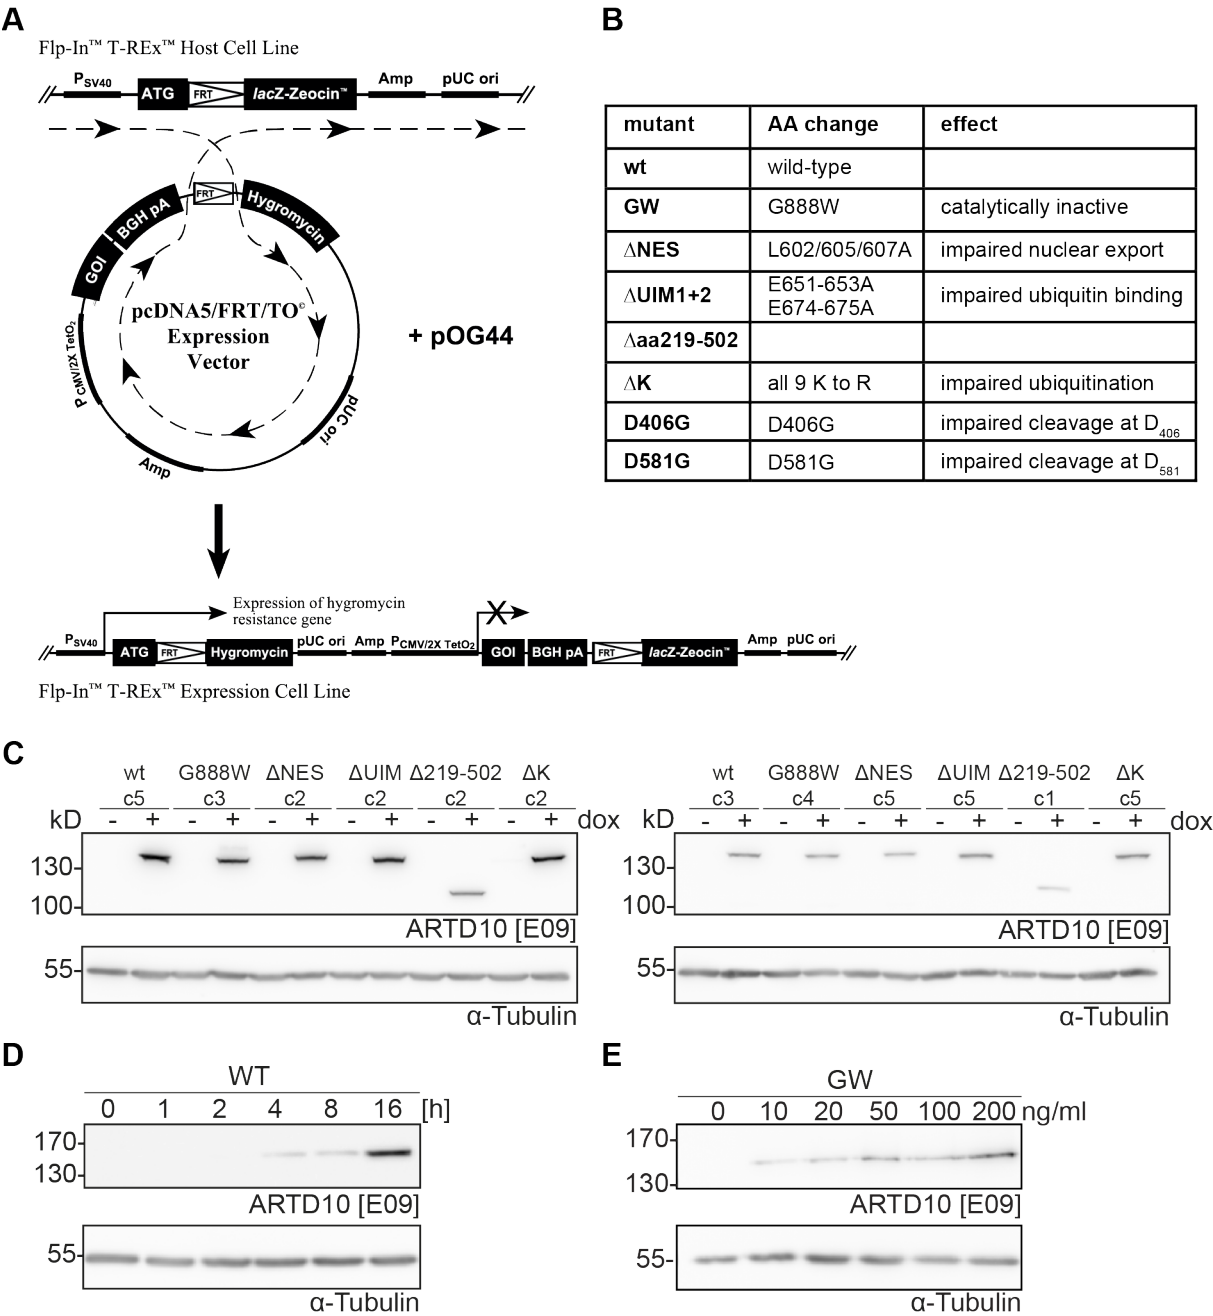 A
Flp-In™ T-REx™ Host Cell Line
PSV40
ATG
FRT
lacZ-Zeocin™
Amp
pUC ori
FRT
Hygromycin
BGH pA
GOI
PCMV/2X TetO2
Amp
pUC ori
pcDNA5/FRT/TO©
Expression
Vector
+ pOG44
Expression of hygromycin
resistance gene
X
PSV40
ATG
FRT
Hygromycin
pUC ori
Amp
PCMV/2X TetO2
GOI
BGH pA
FRT
lacZ-Zeocin™
Amp
pUC ori
Flp-In™ T-REx™ Expression Cell Line
B
mutant AA change effect
wt wild-type
GW G888W catalytically inactive
ΔNES L602/605/607A impaired nuclear export
ΔUIM1+2 E651-653A E674-675A impaired ubiquitin binding
Δaa219-502
ΔK all 9 K to R impaired ubiquitination
D406G D406G impaired cleavage at D406
D581G D581G impaired cleavage at D581
C
wt G888W ΔNES ΔUIM Δ219-502 ΔK
c5 c3 c2 c2 c2 c2
kD - + - + - + - + - + - + dox
130-
100-
ARTD10 [E09]
55-
α-Tubulin
wt G888W ΔNES ΔUIM Δ219-502 ΔK
c3 c4 c5 c5 c1 c5
kD - + - + - + - + - + - + dox
130-
100-
ARTD10 [E09]
55-
α-Tubulin
D
WT
0 1 2 4 8 16 [h]
170-
130-
ARTD10 [E09]
55-
α-Tubulin
E
GW
0 10 20 50 100 200 ng/ml
170-
130-
ARTD10 [E09]
55-
α-Tubulin